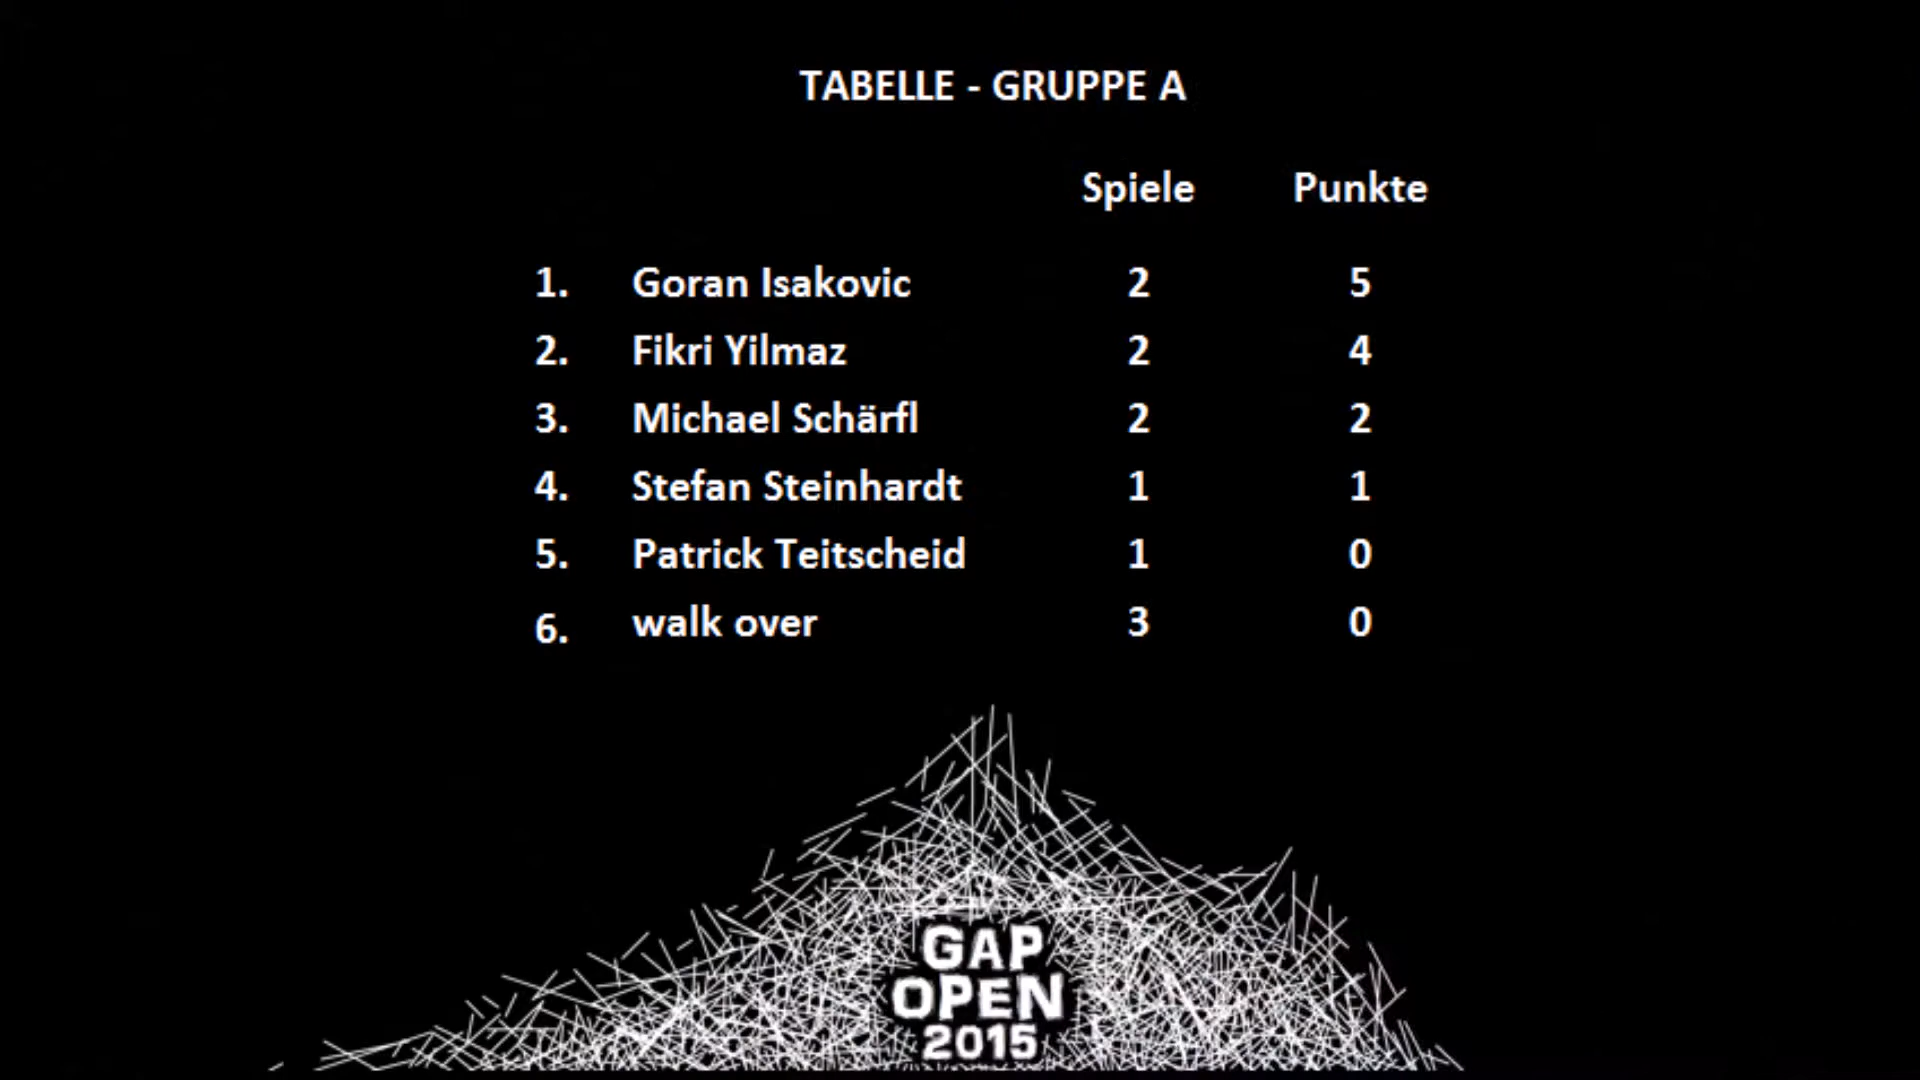 TABELLE - GRUPPE A
Spiele Punkte
1. Goran Isakovic 2 5
2. Fikri Yilmaz 2 4
3. Michael Schärfl 2 2
4. Stefan Steinhardt 1 1
5. Patrick Teitscheid 1 0
6. walk over 3 0
GAP
OPEN
2015